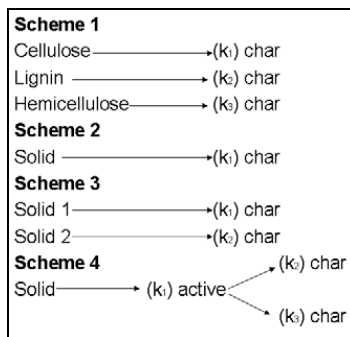 Scheme 1
Cellulose (k₁) char
Lignin (k₂) char
Hemicellulose (k₃) char
Scheme 2
Solid (k₁) char
Scheme 3
Solid 1 (k₁) char
Solid 2 (k₂) char
Scheme 4
(k₂) char
Solid (k₁) active
(k₃) char